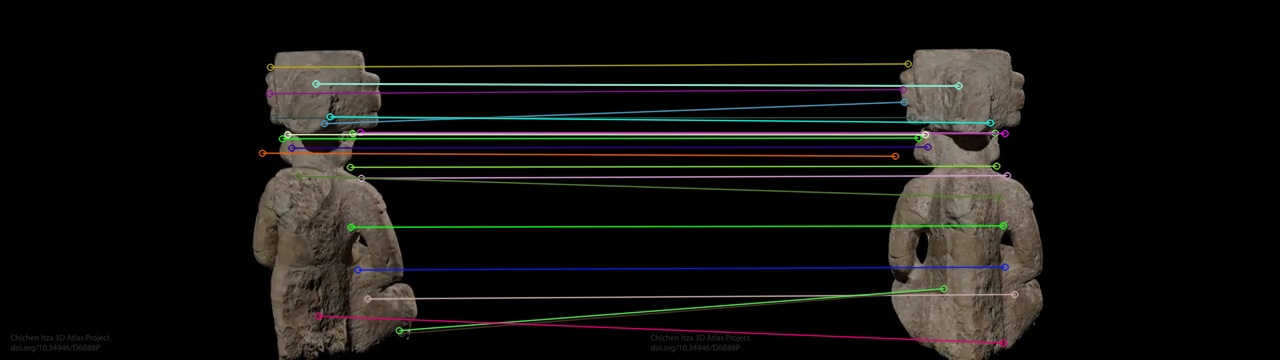 Chichen Itza 3D Atlas Project
doi.org/10.34946/D6B88P
Chichen Itza 3D Atlas Project
doi.org/10.34946/D6B88P